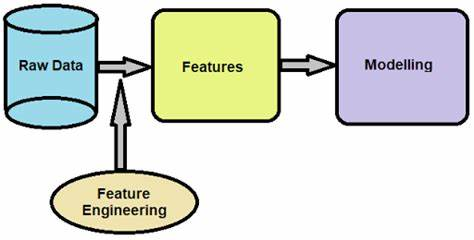 Raw Data
Features
Modelling
Feature
Engineering